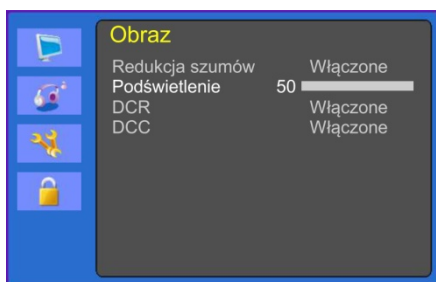 Obraz
Redukcja szumów Włączone
Podświetlenie 50
DCR Włączone
DCC Włączone